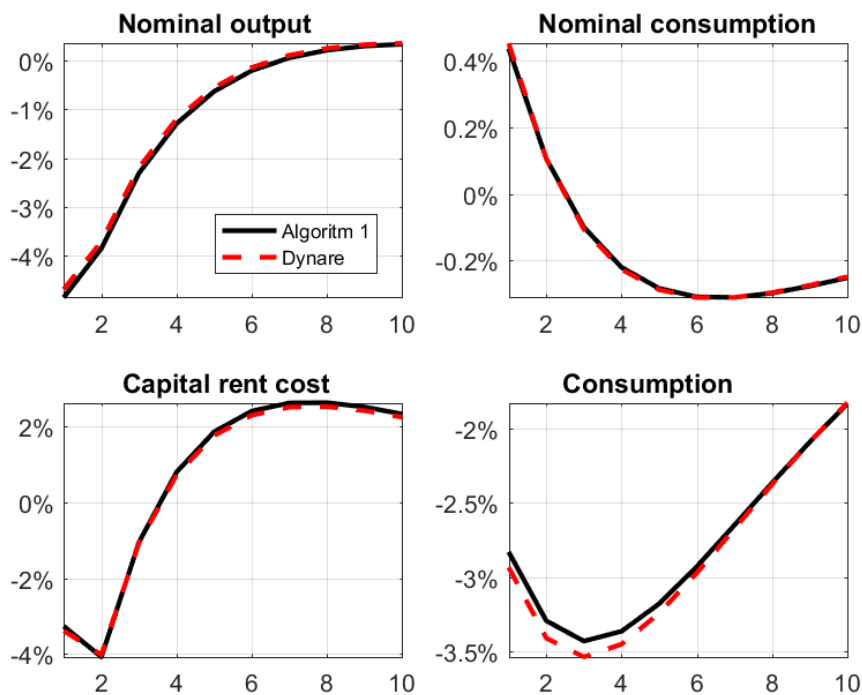 Nominal output
Nominal consumption
0%
-1%
-2%
-3%
-4%
Algoritm 1
Dynare
2 4 6 8 10
0.4%
0.2%
0%
-0.2%
2 4 6 8 10
Capital rent cost
Consumption
2%
0%
-2%
-4%
2 4 6 8 10
-2%
-2.5%
-3%
-3.5%
2 4 6 8 10